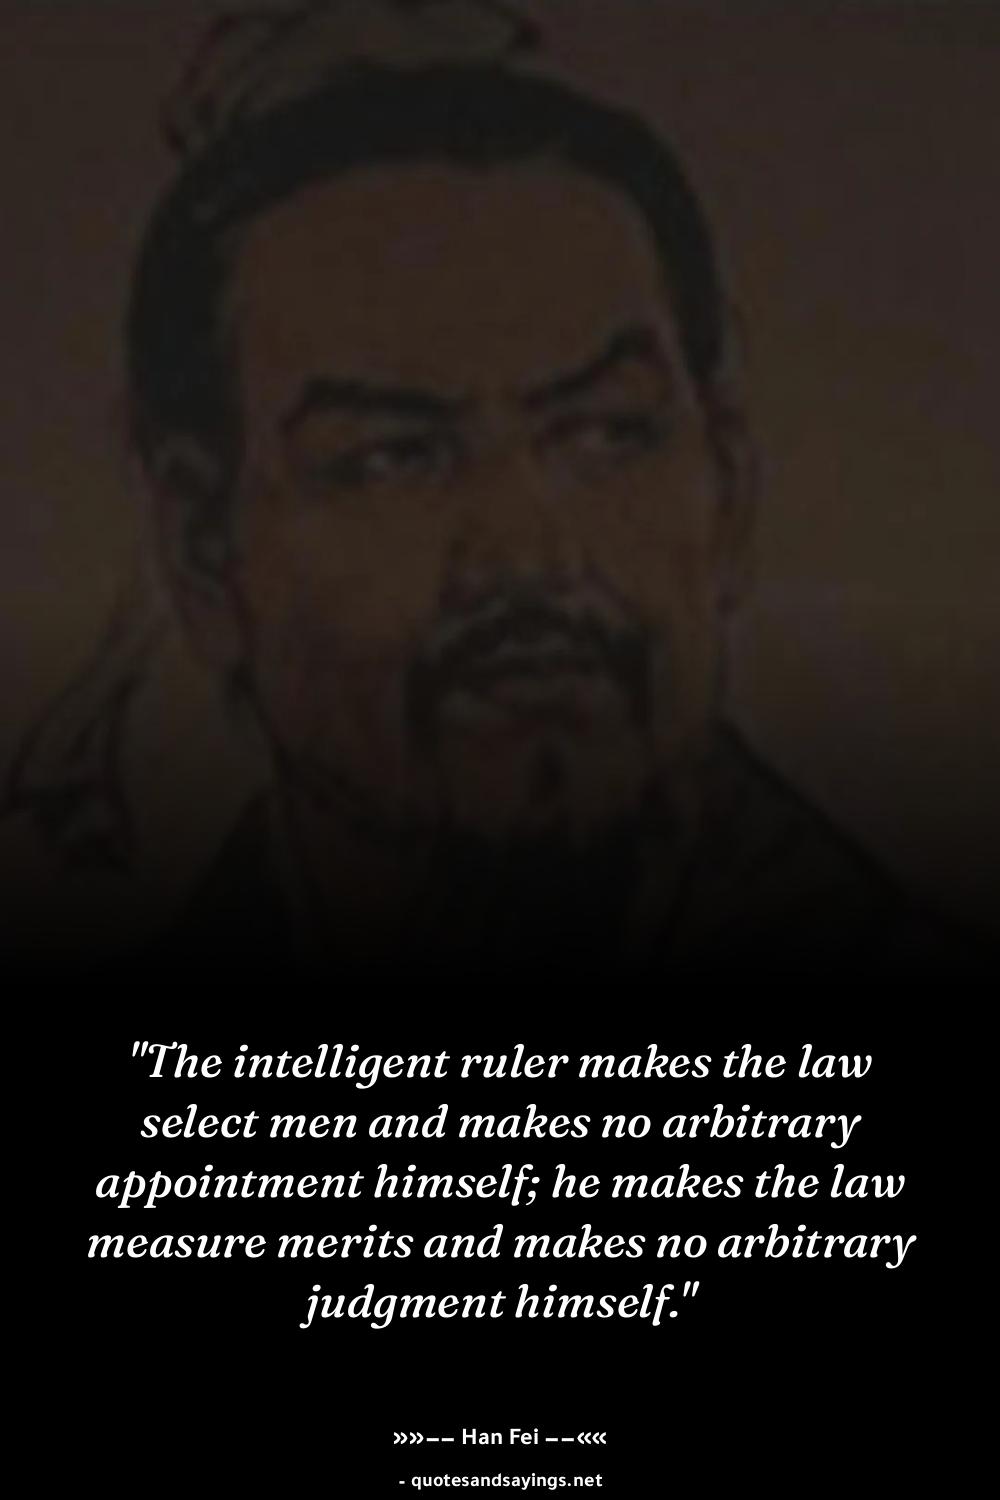 "The intelligent ruler makes the law
select men and makes no arbitrary
appointment himself; he makes the law
measure merits and makes no arbitrary
judgment himself."
»»−− Han Fei −−««
- quotesandsayings.net